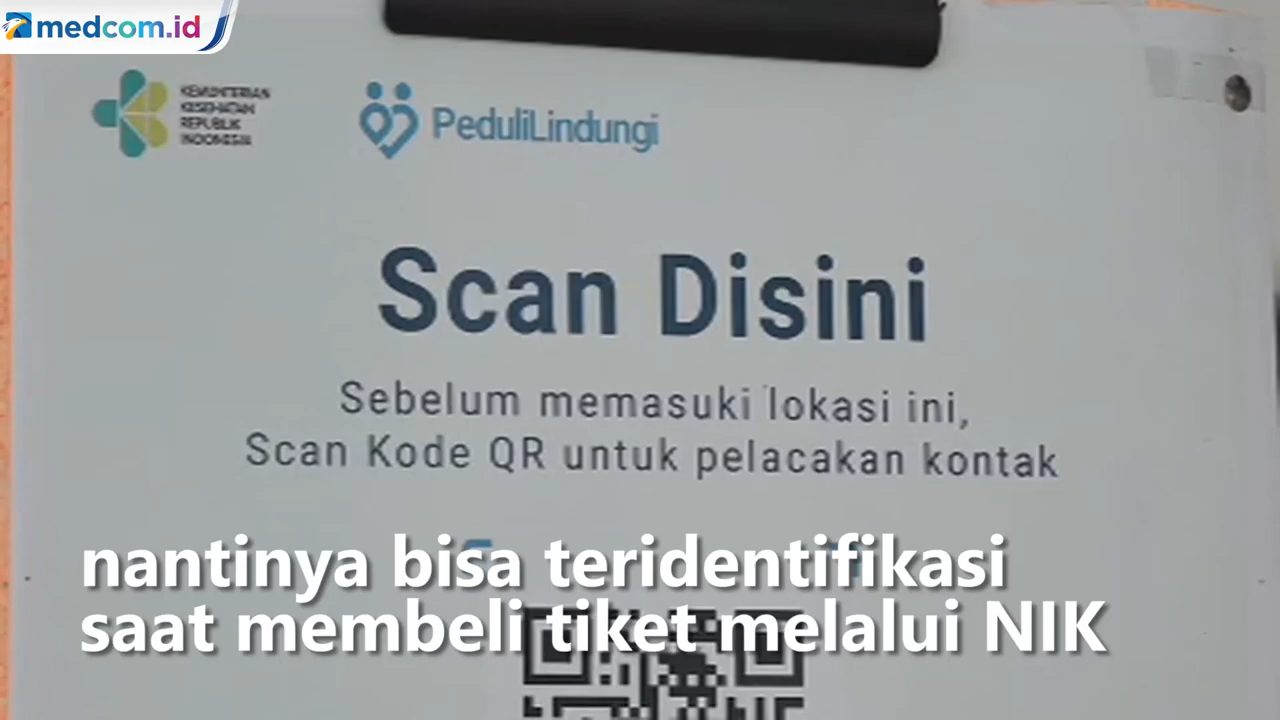 medcom.id
KEMENTERIAN
KESEHATAN
REPUBLIK
INDONESIA
PeduliLindungi
Scan Disini
Sebelum memasuki lokasi ini,
Scan Kode QR untuk pelacakan kontak
nantinya bisa teridentifikasi
saat membeli tiket melalui NIK